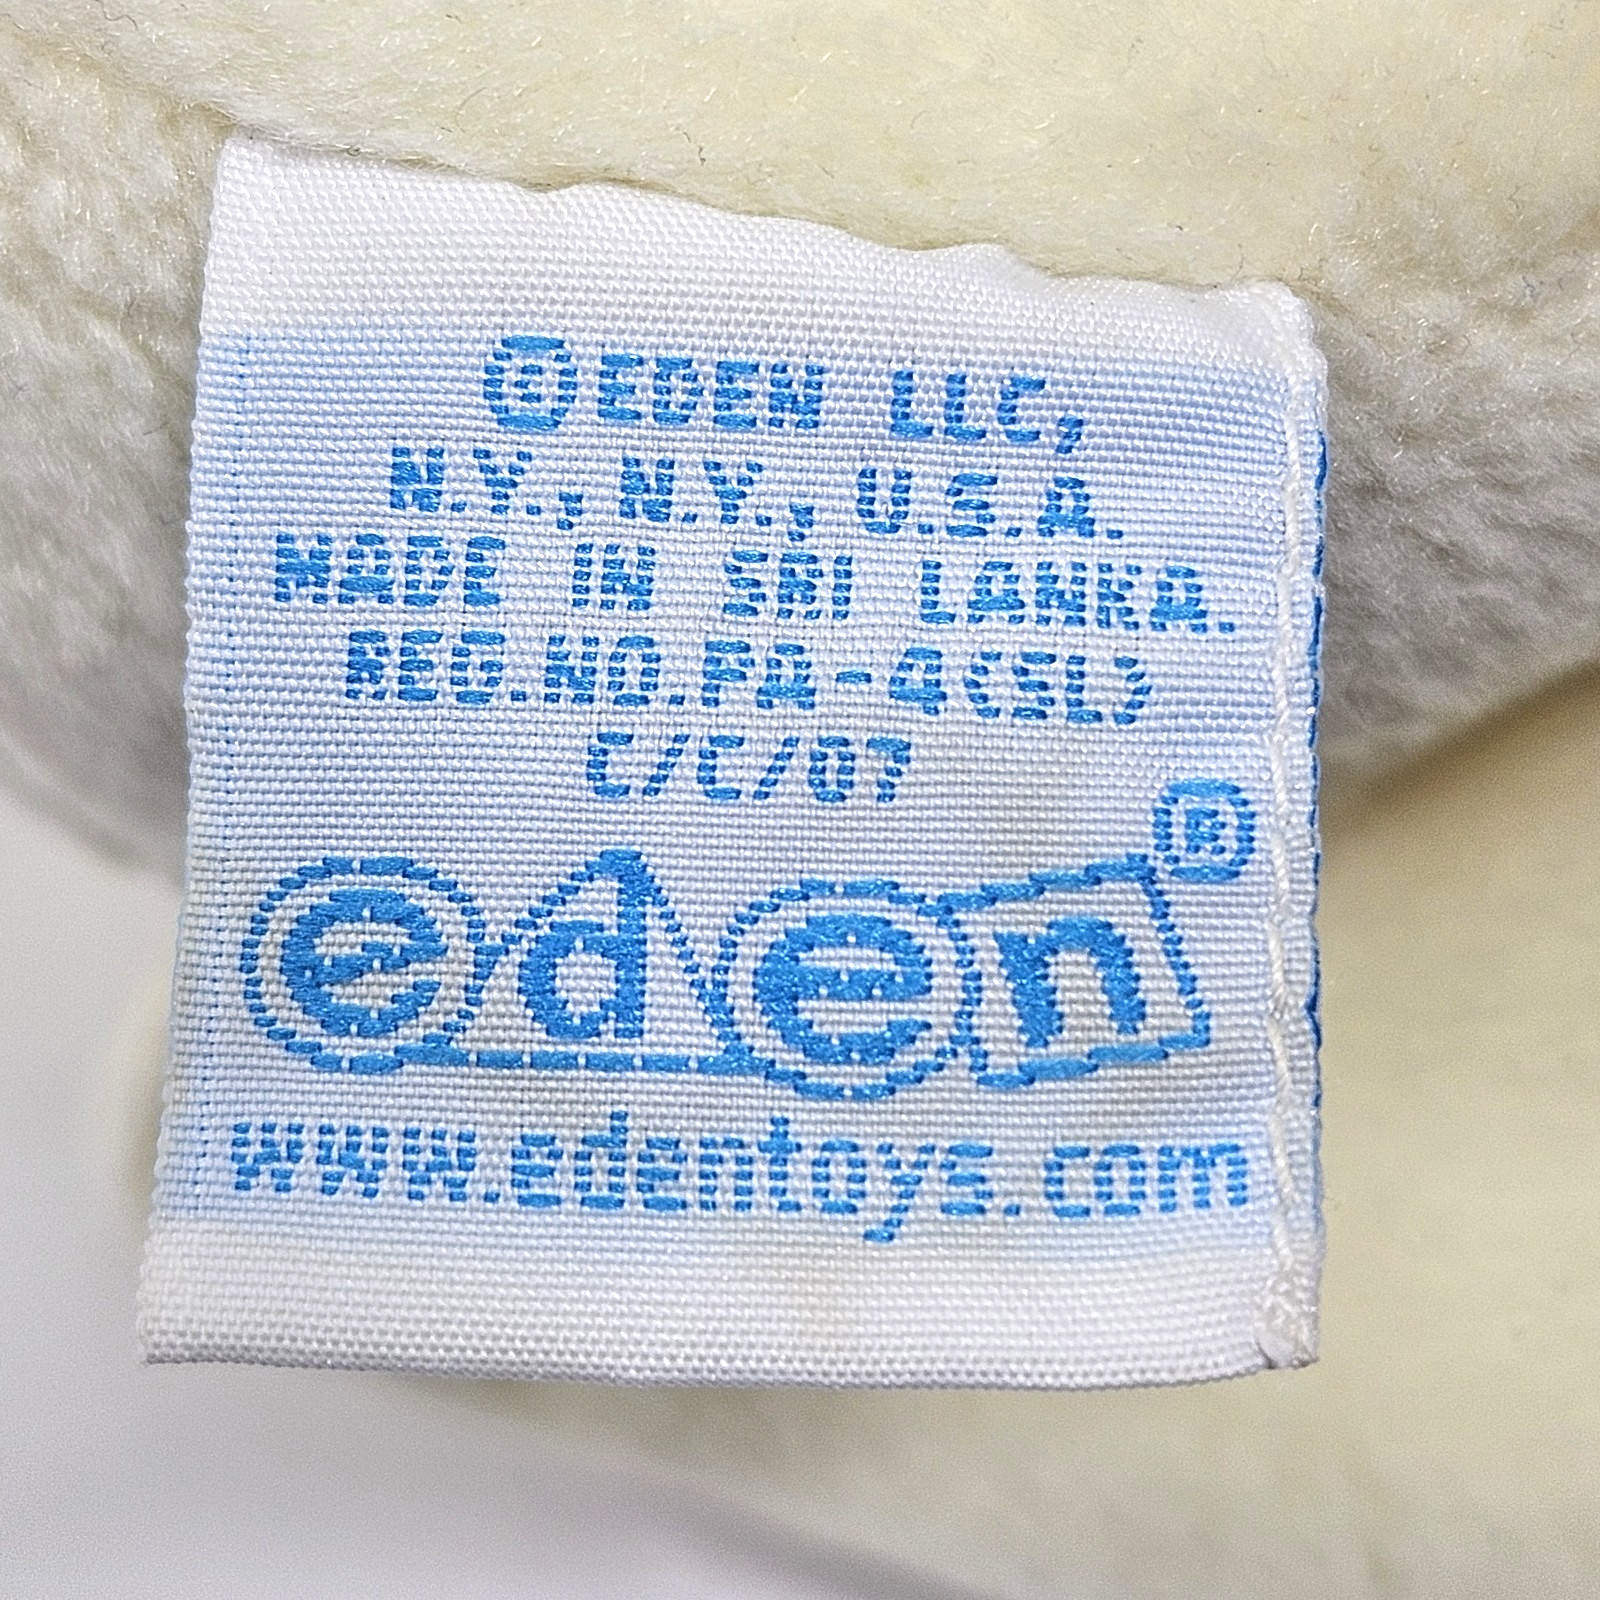 ®EDEN LLC,
N.Y., N.Y., U.S.A.
MADE IN SRI LANKA.
REG.NO.PA-4(SL)
C/C/07
eden®
www.edentoys.com